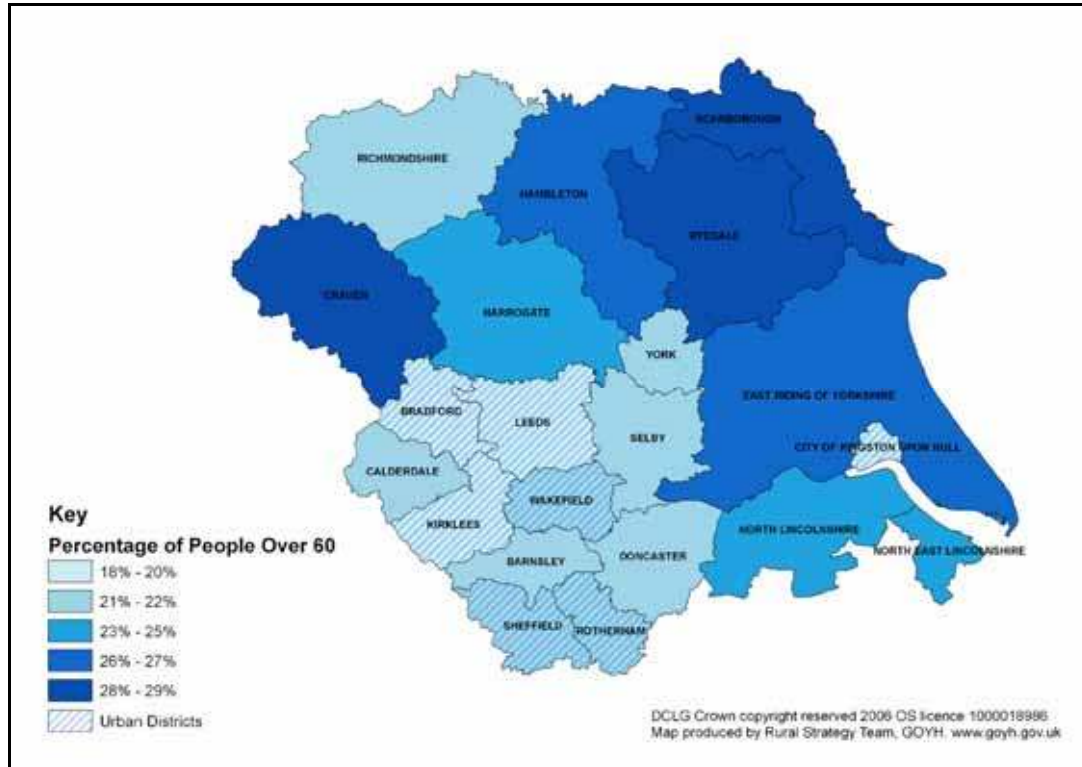 SCARBOROUGH
RICHMONDSHIRE
HAMBLETON
RYEDALE
CRAVEN
HARROGATE
YORK
EAST RIDING OF YORKSHIRE
BRADFORD
LEEDS
SELBY
CITY OF KINGSTON UPON HULL
CALDERDALE
WAKEFIELD
KIRKLEES
NORTH LINCOLNSHIRE
NORTH EAST LINCOLNSHIRE
BARNSLEY
DONCASTER
SHEFFIELD
ROTHERHAM
Key
Percentage of People Over 60
18% - 20%
21% - 22%
23% - 25%
26% - 27%
28% - 29%
Urban Districts
DCLG Crown copyright reserved 2006 OS licence 1000018986
Map produced by Rural Strategy Team, GOYH. www.goyh.gov.uk